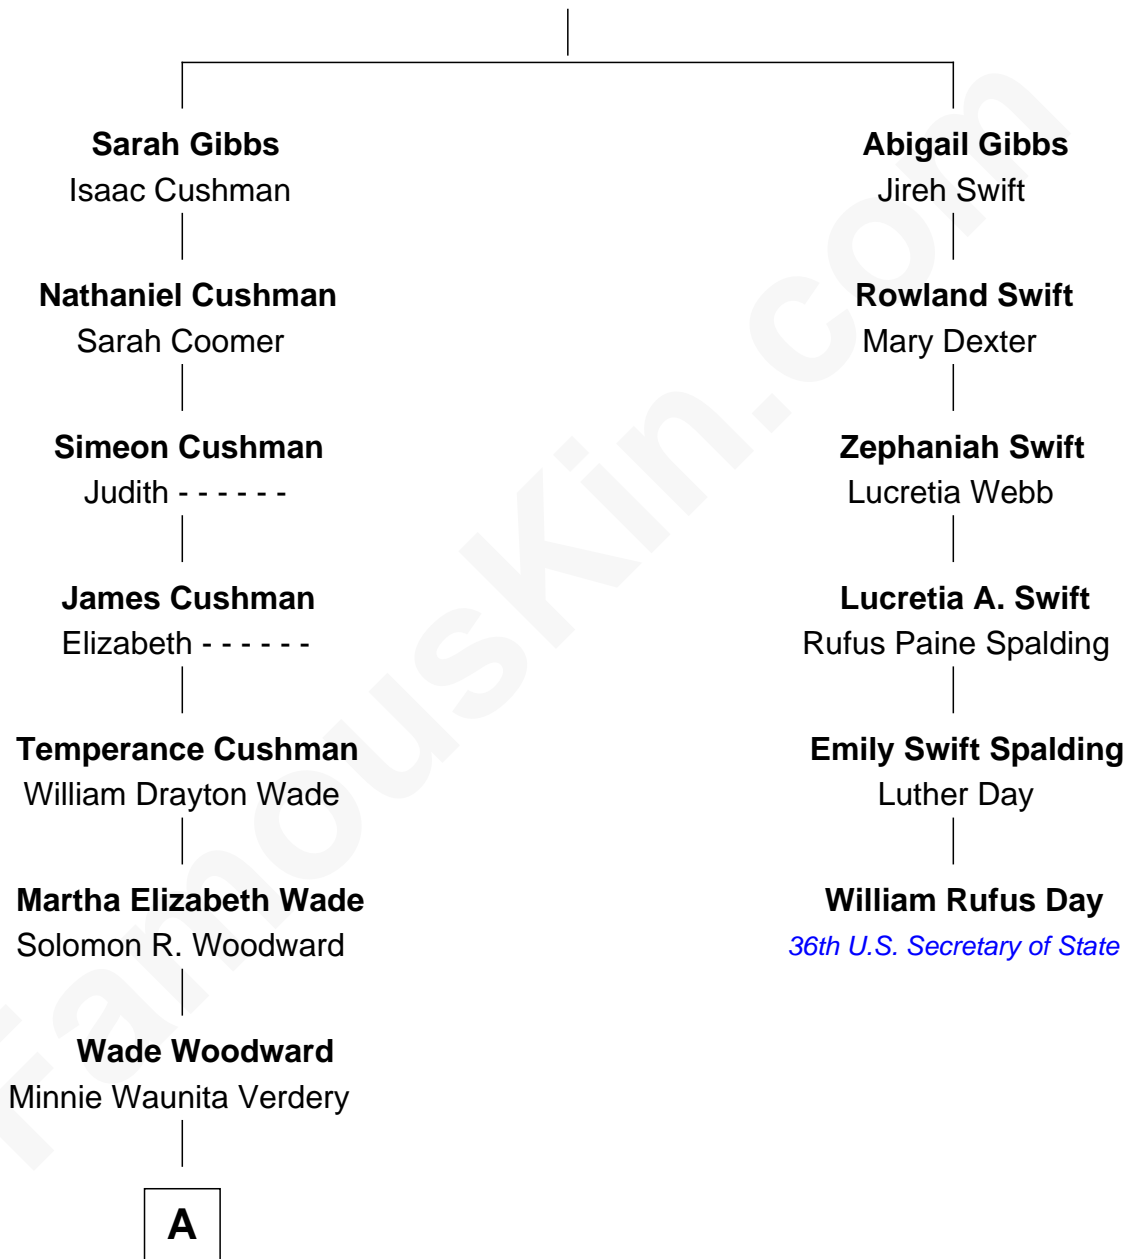 Sarah Gibbs
Isaac Cushman
Abigail Gibbs
Jireh Swift
Nathaniel Cushman
Sarah Coomer
Rowland Swift
Mary Dexter
Simeon Cushman
Judith - - - - - -
Zephaniah Swift
Lucretia Webb
James Cushman
Elizabeth - - - - - -
Lucretia A. Swift
Rufus Paine Spalding
Temperance Cushman
William Drayton Wade
Emily Swift Spalding
Luther Day
Martha Elizabeth Wade
Solomon R. Woodward
William Rufus Day
36th U.S. Secretary of State
Wade Woodward
Minnie Waunita Verdery
A
FamousKin.com